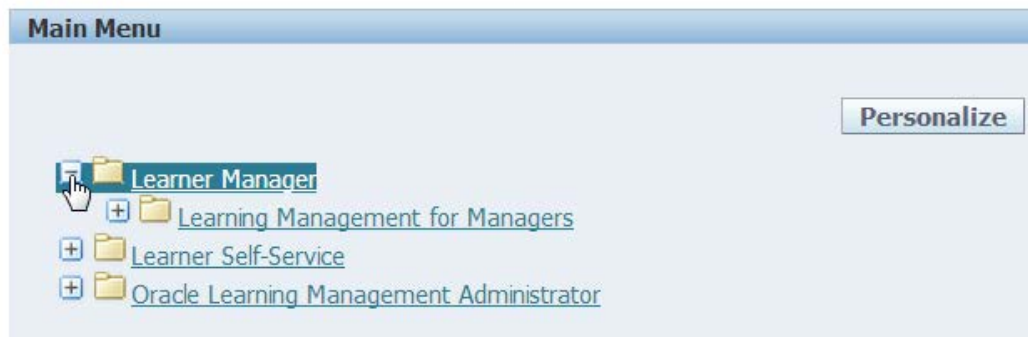 Main Menu
Personalize
Learner Manager
Learning Management for Managers
Learner Self-Service
Oracle Learning Management Administrator